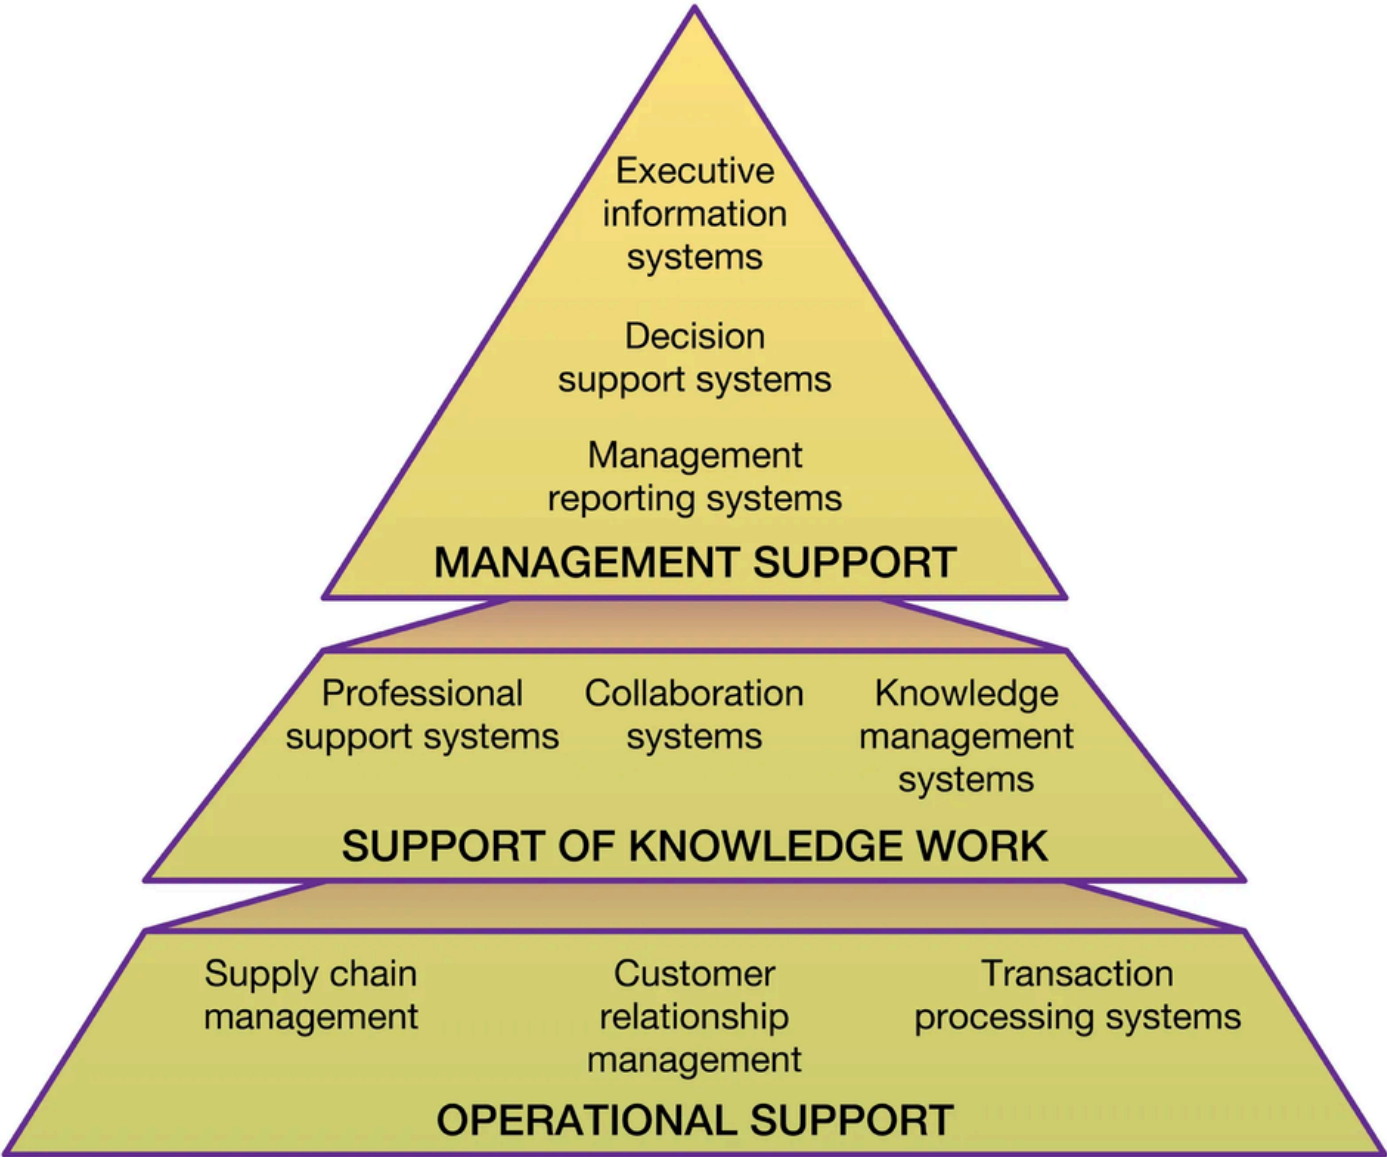 Executive
information
systems
Decision
support systems
Management
reporting systems
MANAGEMENT SUPPORT
Professional
support systems
Collaboration
systems
Knowledge
management
systems
SUPPORT OF KNOWLEDGE WORK
Supply chain
management
Customer
relationship
management
Transaction
processing systems
OPERATIONAL SUPPORT